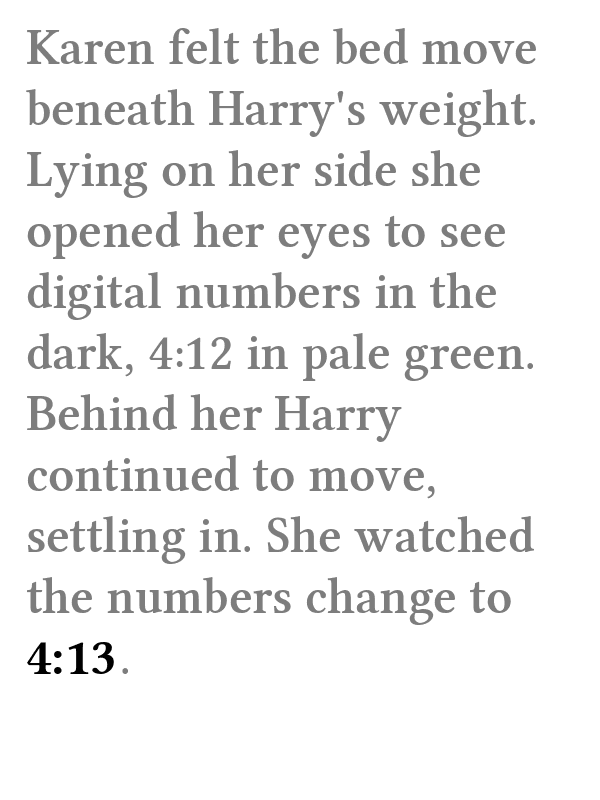 Karen felt the bed move
beneath Harry's weight.
Lying on her side she
opened her eyes to see
digital numbers in the
dark, 4:12 in pale green.
Behind her Harry
continued to move,
settling in. She watched
the numbers change to
4:13.